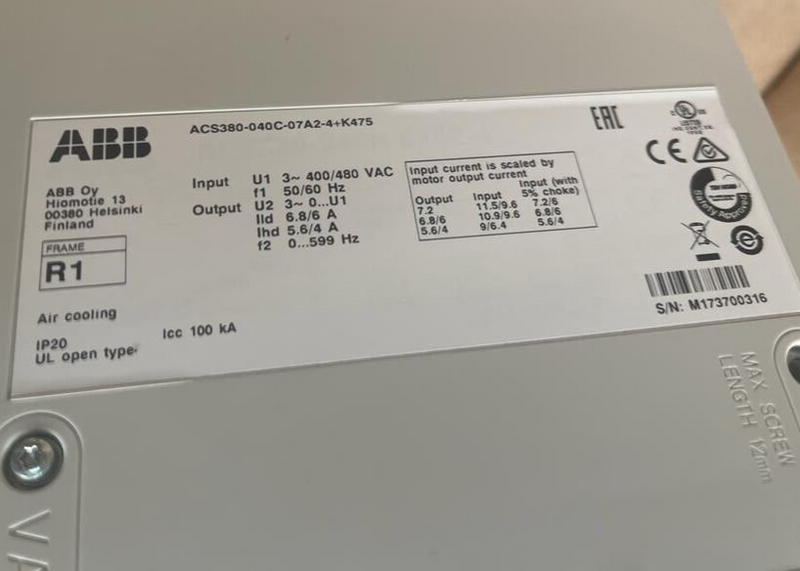 ABB
ACS380-040C-07A2-4+K475
EAC
ABB Oy
Hiomotie 13
00380 Helsinki
Finland
FRAME
R1
Air cooling
IP20
UL open type
Icc 100 kA
Input U1 3~ 400/480 VAC
f1 50/60 Hz
Output U2 3~ 0...U1
Ild 6.8/6 A
Ihd 5.6/4 A
f2 0...599 Hz
Input current is scaled by
motor output current
Output Input Input (with 5% choke)
7.2 11.5/9.6 7.2/6
6.8/6 10.9/9.6 6.8/6
5.6/4 9/6.4 5.6/4
UL
LISTED
CE
Safety Approved
S/N: M173700316
MAX SCREW
LENGTH 12mm